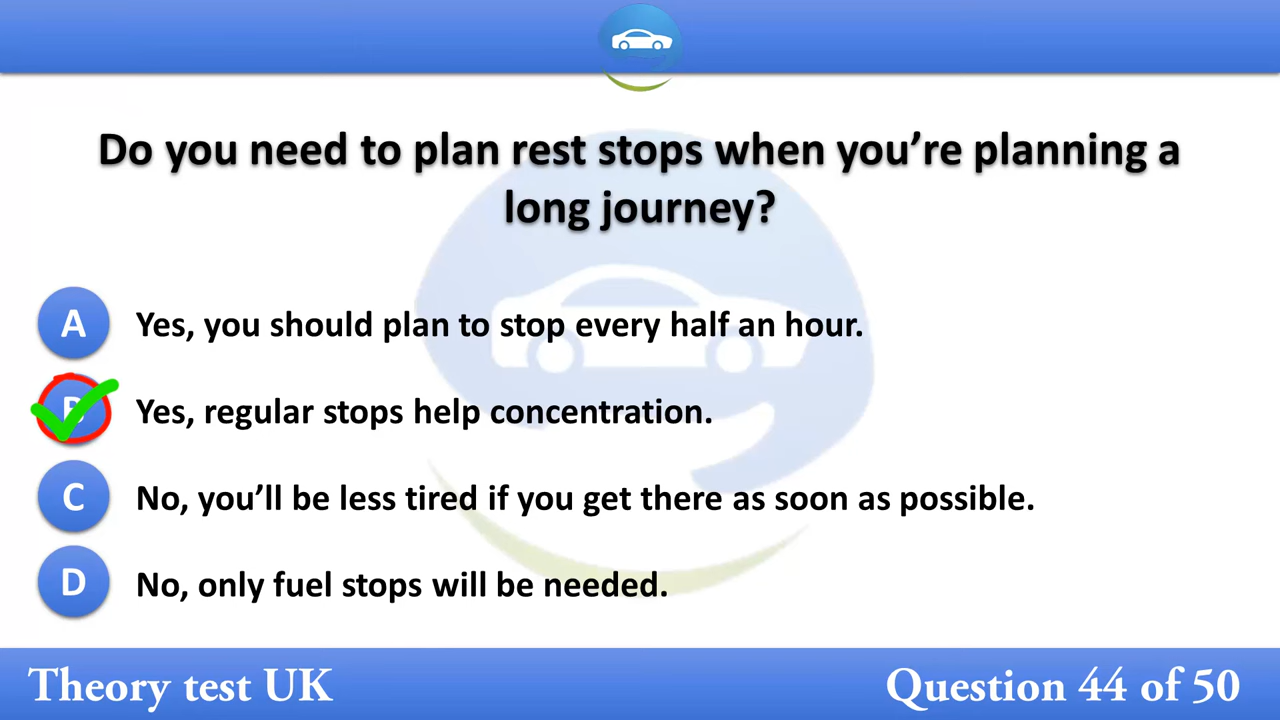 Do you need to plan rest stops when you’re planning a
long journey?
A
Yes, you should plan to stop every half an hour.
B
Yes, regular stops help concentration.
C
No, you’ll be less tired if you get there as soon as possible.
D
No, only fuel stops will be needed.
Theory test UK
Question 44 of 50